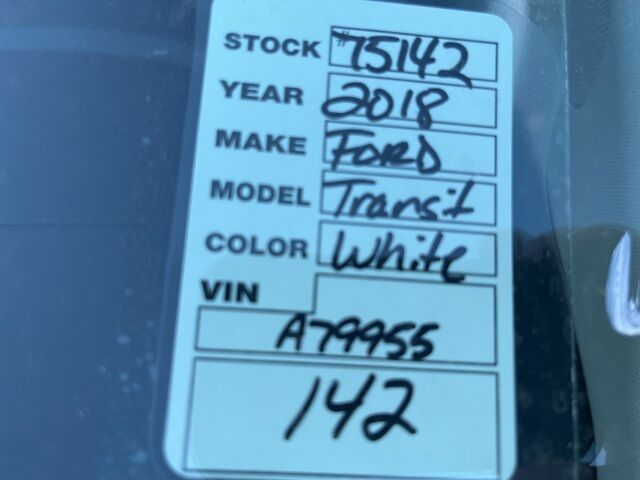 STOCK #75142
YEAR 2018
MAKE FORD
MODEL Transit
COLOR White
VIN
A79955
142